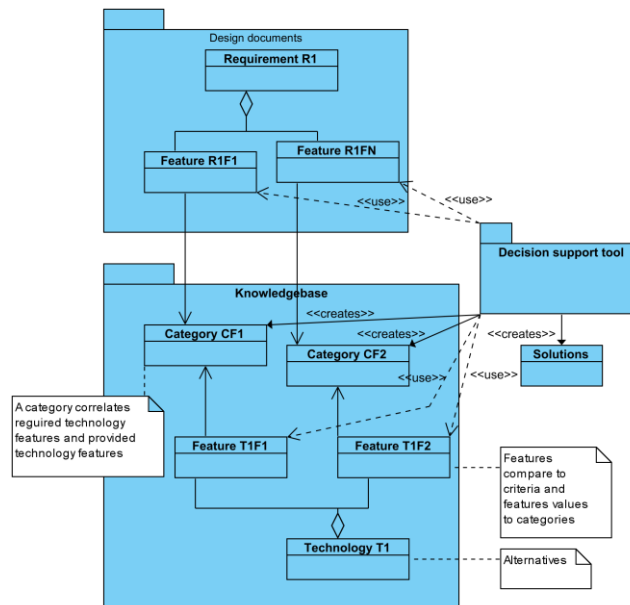 Design documents
Requirement R1
Feature R1F1
Feature R1FN
<<use>>
<<use>>
Decision support tool
Knowledgebase
<<creates>>
Category CF1
<<creates>>
<<creates>>
Category CF2
Solutions
<<use>>
<<use>>
A category correlates
reguired technology
features and provided
technology features
Feature T1F1
Feature T1F2
Features
compare to
criteria and
features values
to categories
Technology T1
Alternatives